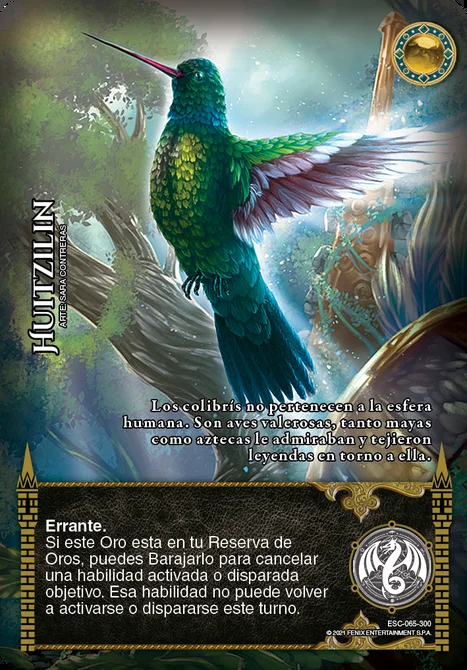 HUITZILIN
ARTE: SARA CONTRERAS
Los colibrís no pertenecen a la esfera
humana. Son aves valerosas, tanto mayas
como aztecas le admiraban y tejieron
leyendas en torno a ella.
Errante.
Si este Oro esta en tu Reserva de
Oros, puedes Barajarlo para cancelar
una habilidad activada o disparada
objetivo. Esa habilidad no puede volver
a activarse o dispararse este turno.
ESC-065-300
© 2021 FENIX ENTERTAINMENT S.P.A.